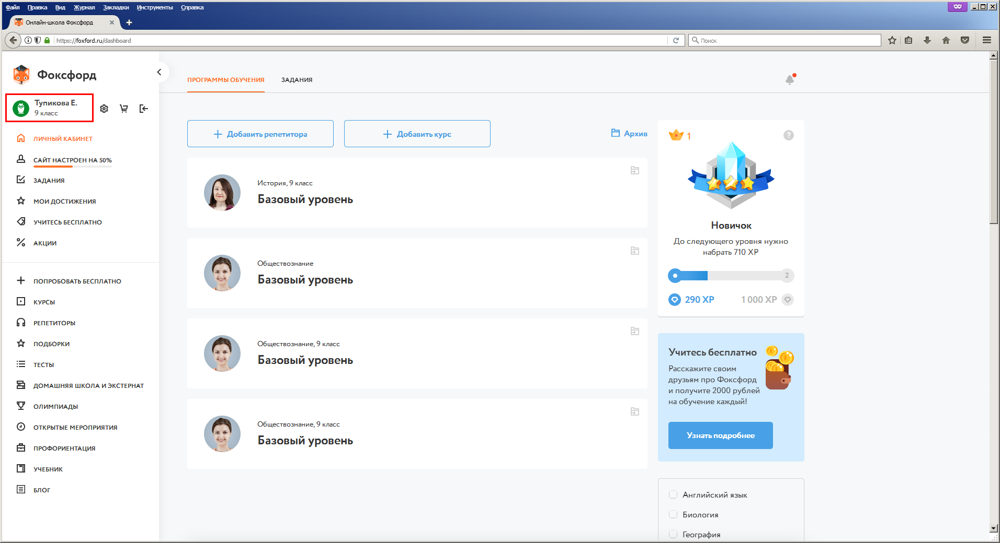 Файл Правка Вид Журнал Закладки Инструменты Справка
Онлайн-школа Фоксфорд
https://foxford.ru/dashboard
Поиск
Фоксфорд
Тупикова Е.
9 класс
ЛИЧНЫЙ КАБИНЕТ
САЙТ НАСТРОЕН НА 50%
ЗАДАНИЯ
МОИ ДОСТИЖЕНИЯ
УЧИТЕСЬ БЕСПЛАТНО
АКЦИИ
ПОПРОБОВАТЬ БЕСПЛАТНО
КУРСЫ
РЕПЕТИТОРЫ
ПОДБОРКИ
ТЕСТЫ
ДОМАШНЯЯ ШКОЛА И ЭКСТЕРНАТ
ОЛИМПИАДЫ
ОТКРЫТЫЕ МЕРОПРИЯТИЯ
ПРОФОРИЕНТАЦИЯ
УЧЕБНИК
БЛОГ
ПРОГРАММЫ ОБУЧЕНИЯ ЗАДАНИЯ
Добавить репетитора
Добавить курс
Архив
История, 9 класс
Базовый уровень
Обществознание
Базовый уровень
Обществознание, 9 класс
Базовый уровень
Обществознание, 9 класс
Базовый уровень
1
?
Новичок
До следующего уровня нужно
набрать 710 XP
2
290 XP 1 000 XP
Учитесь бесплатно
Расскажите своим
друзьям про Фоксфорд
и получите 2000 рублей
на обучение каждый!
Узнать подробнее
Английский язык
Биология
География